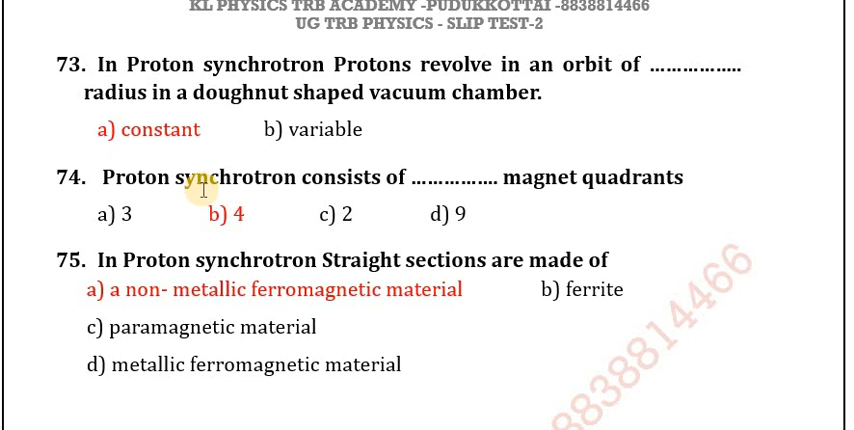 KL PHYSICS TRB ACADEMY -PUDUKKOTTAI -8838814466
UG TRB PHYSICS - SLIP TEST-2
73. In Proton synchrotron Protons revolve in an orbit of .................
radius in a doughnut shaped vacuum chamber.
a) constant b) variable
74. Proton synchrotron consists of ................ magnet quadrants
a) 3 b) 4 c) 2 d) 9
75. In Proton synchrotron Straight sections are made of
a) a non- metallic ferromagnetic material b) ferrite
c) paramagnetic material
d) metallic ferromagnetic material
8838814466